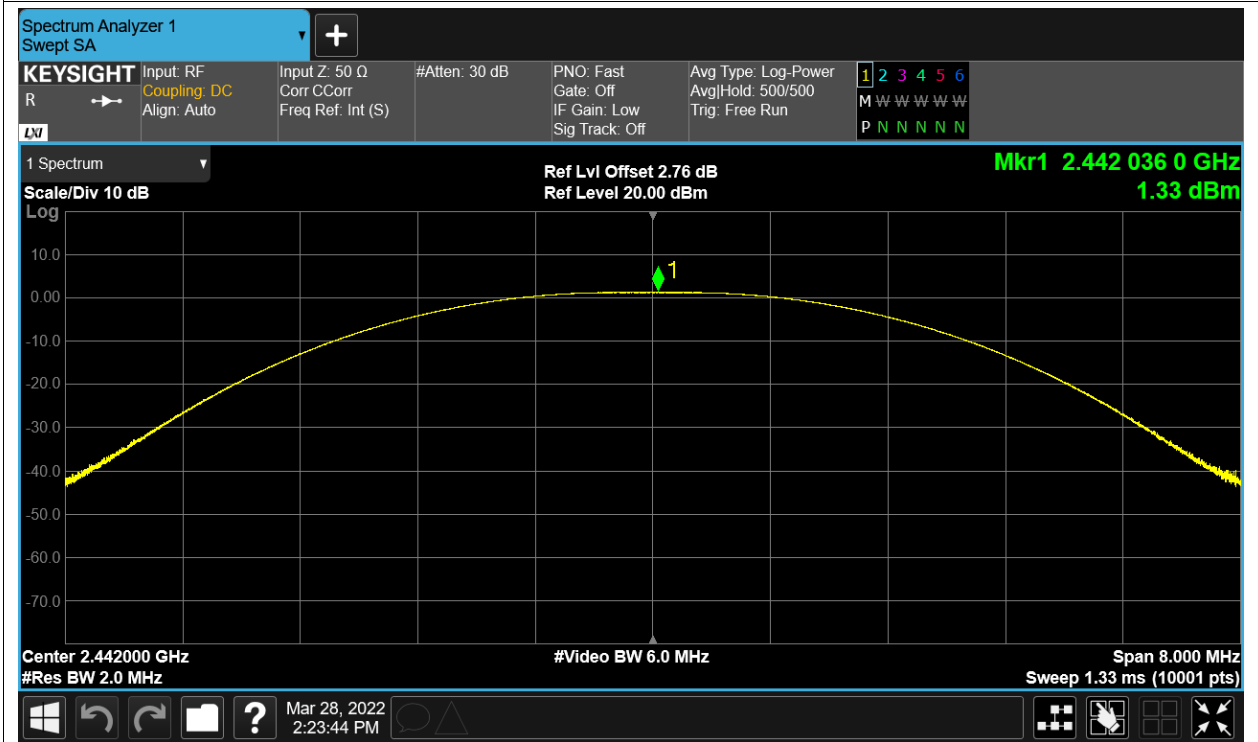 Spectrum Analyzer 1
Swept SA
+
KEYSIGHT
R
LXI
Input: RF
Coupling: DC
Align: Auto
Input Z: 50 Ω
Corr CCorr
Freq Ref: Int (S)
#Atten: 30 dB
PNO: Fast
Gate: Off
IF Gain: Low
Sig Track: Off
Avg Type: Log-Power
Avg|Hold: 500/500
Trig: Free Run
1 2 3 4 5 6
M W W W W W
P N N N N N
1 Spectrum
Scale/Div 10 dB
Log
Ref Lvl Offset 2.76 dB
Ref Level 20.00 dBm
Mkr1 2.442 036 0 GHz
1.33 dBm
1
10.0
0.00
-10.0
-20.0
-30.0
-40.0
-50.0
-60.0
-70.0
Center 2.442000 GHz
#Res BW 2.0 MHz
#Video BW 6.0 MHz
Span 8.000 MHz
Sweep 1.33 ms (10001 pts)
?
Mar 28, 2022
2:23:44 PM